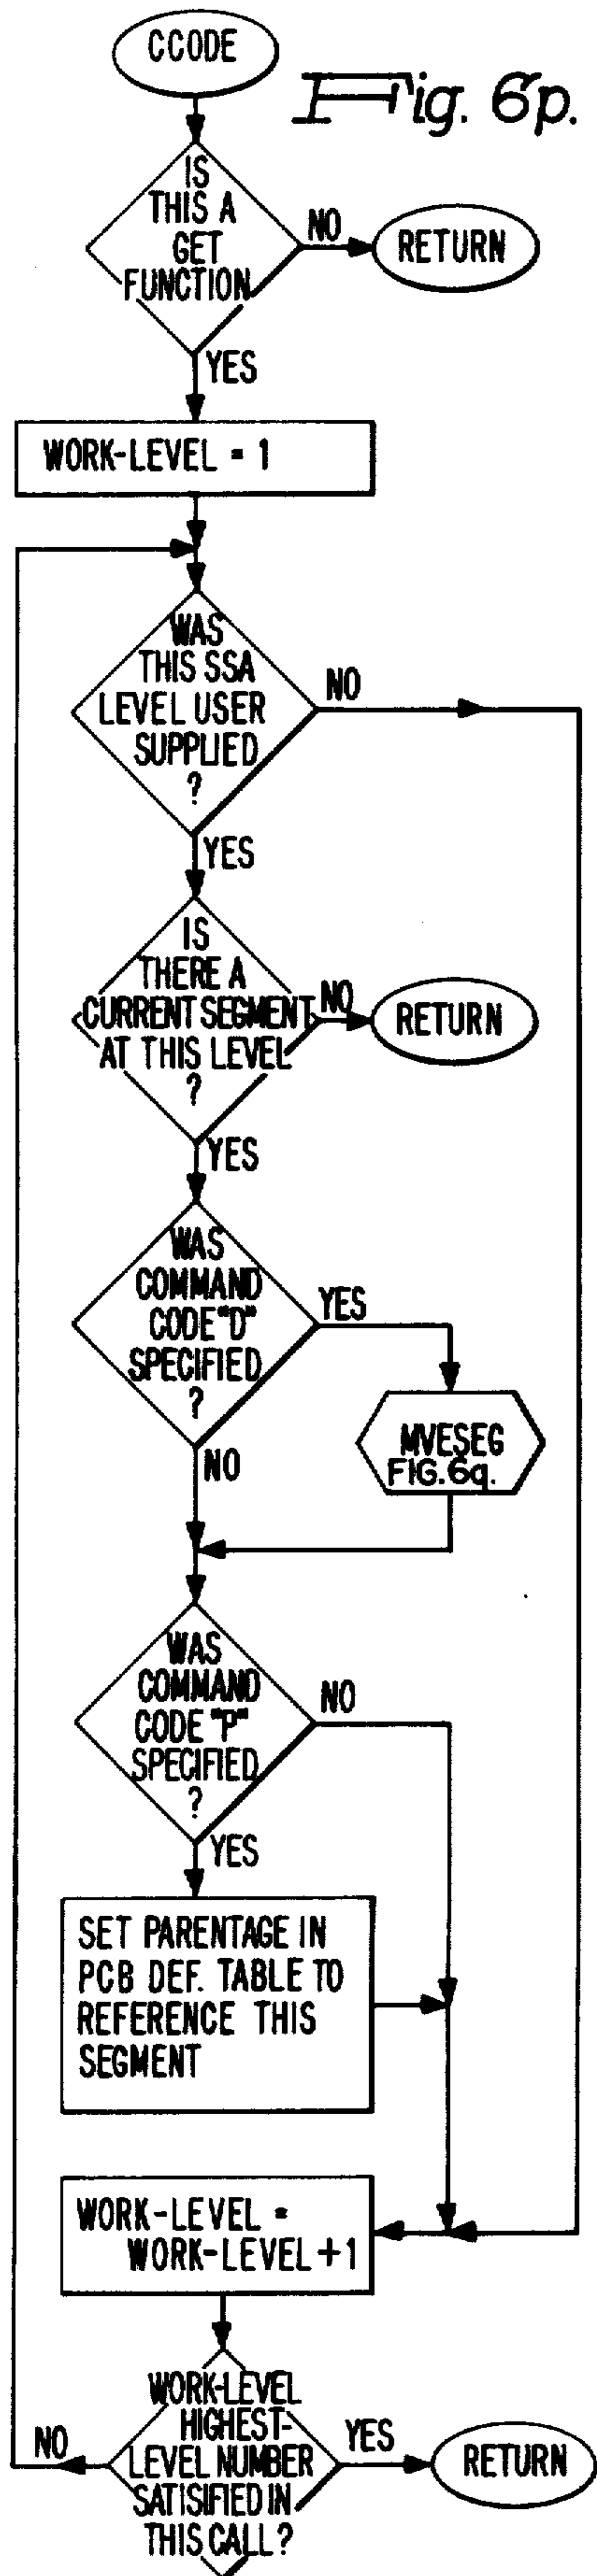 CCODE
Fig. 6p.
IS
THIS A
GET
FUNCTION
NO
RETURN
YES
WORK-LEVEL = 1
WAS
THIS SSA
LEVEL USER
SUPPLIED
?
NO
YES
IS
THERE A
CURRENT SEGMENT
AT THIS LEVEL
?
NO
RETURN
YES
WAS
COMMAND
CODE "D"
SPECIFIED
?
YES
MVESEG
FIG.6q.
NO
WAS
COMMAND
CODE "P"
SPECIFIED
?
NO
YES
SET PARENTAGE IN
PCB DEF. TABLE TO
REFERENCE THIS
SEGMENT
WORK-LEVEL =
WORK-LEVEL +1
WORK-LEVEL
HIGHEST-
LEVEL NUMBER
SATISIFIED IN
THIS CALL?
NO
YES
RETURN